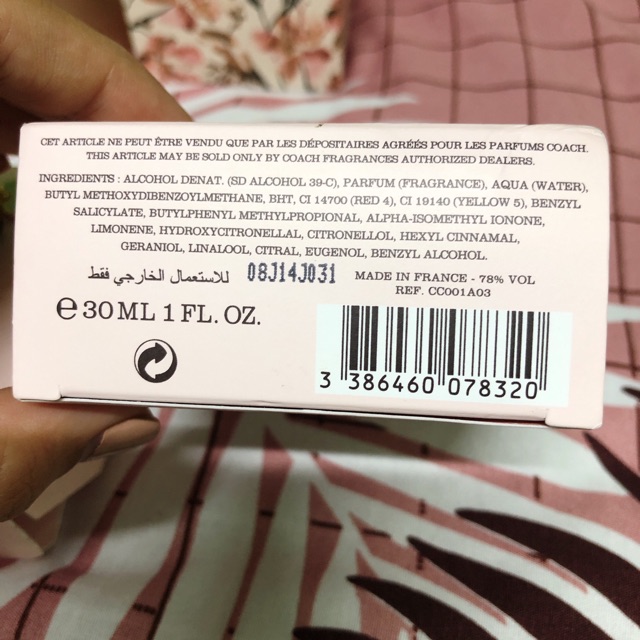 CET ARTICLE NE PEUT ÊTRE VENDU QUE PAR LES DÉPOSITAIRES AGRÉÉS POUR LES PARFUMS COACH.
THIS ARTICLE MAY BE SOLD ONLY BY COACH FRAGRANCES AUTHORIZED DEALERS.
INGREDIENTS : ALCOHOL DENAT. (SD ALCOHOL 39-C), PARFUM (FRAGRANCE), AQUA (WATER),
BUTYL METHOXYDIBENZOYLMETHANE, BHT, CI 14700 (RED 4), CI 19140 (YELLOW 5), BENZYL
SALICYLATE, BUTYLPHENYL METHYLPROPIONAL, ALPHA-ISOMETHYL IONONE,
LIMONENE, HYDROXYCITRONELLAL, CITRONELLOL, HEXYL CINNAMAL,
GERANIOL, LINALOOL, CITRAL, EUGENOL, BENZYL ALCOHOL.
للاستعمال الخارجي فقط
08J14J031
MADE IN FRANCE - 78% VOL
REF. CC001A03
℮ 30 ML 1 FL. OZ.
3 386460 078320